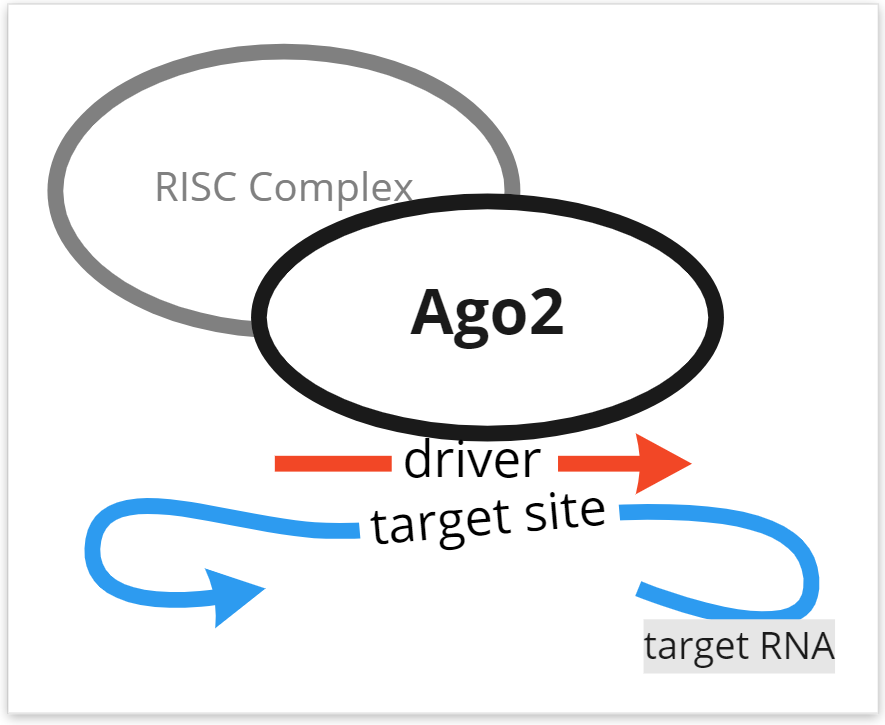 RISC Complex
Ago2
driver
target site
target RNA